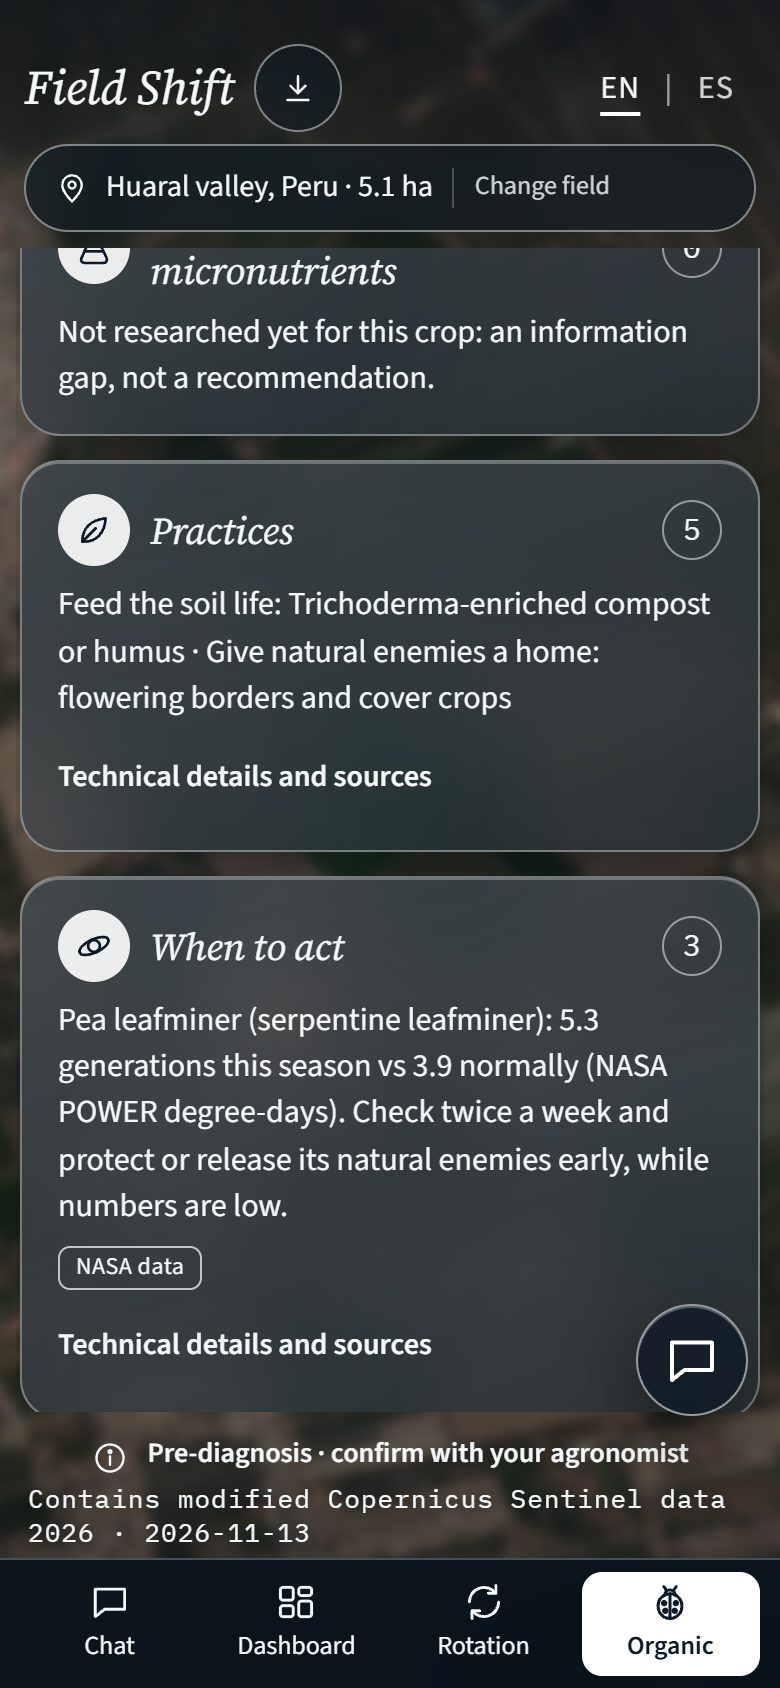 Field Shift
EN | ES
Huaral valley, Peru · 5.1 ha | Change field
micronutrients
Not researched yet for this crop: an information
gap, not a recommendation.
Practices
5
Feed the soil life: Trichoderma-enriched compost
or humus · Give natural enemies a home:
flowering borders and cover crops
Technical details and sources
When to act
3
Pea leafminer (serpentine leafminer): 5.3
generations this season vs 3.9 normally (NASA
POWER degree-days). Check twice a week and
protect or release its natural enemies early, while
numbers are low.
NASA data
Technical details and sources
Pre-diagnosis · confirm with your agronomist
Contains modified Copernicus Sentinel data
2026 · 2026-11-13
Chat
Dashboard
Rotation
Organic